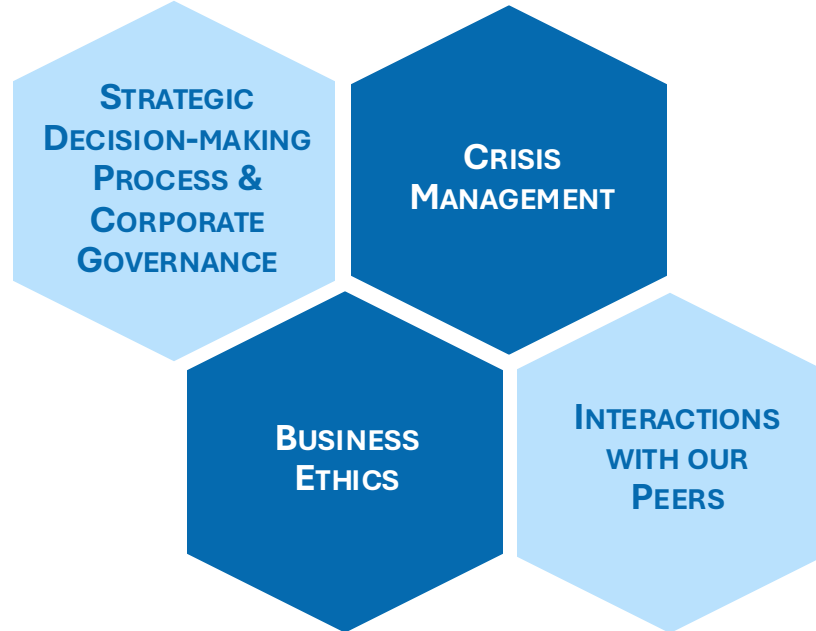 Strategic
Decision-making
Process &
Corporate
Governance
Crisis
Management
Business
Ethics
Interactions
with our
Peers